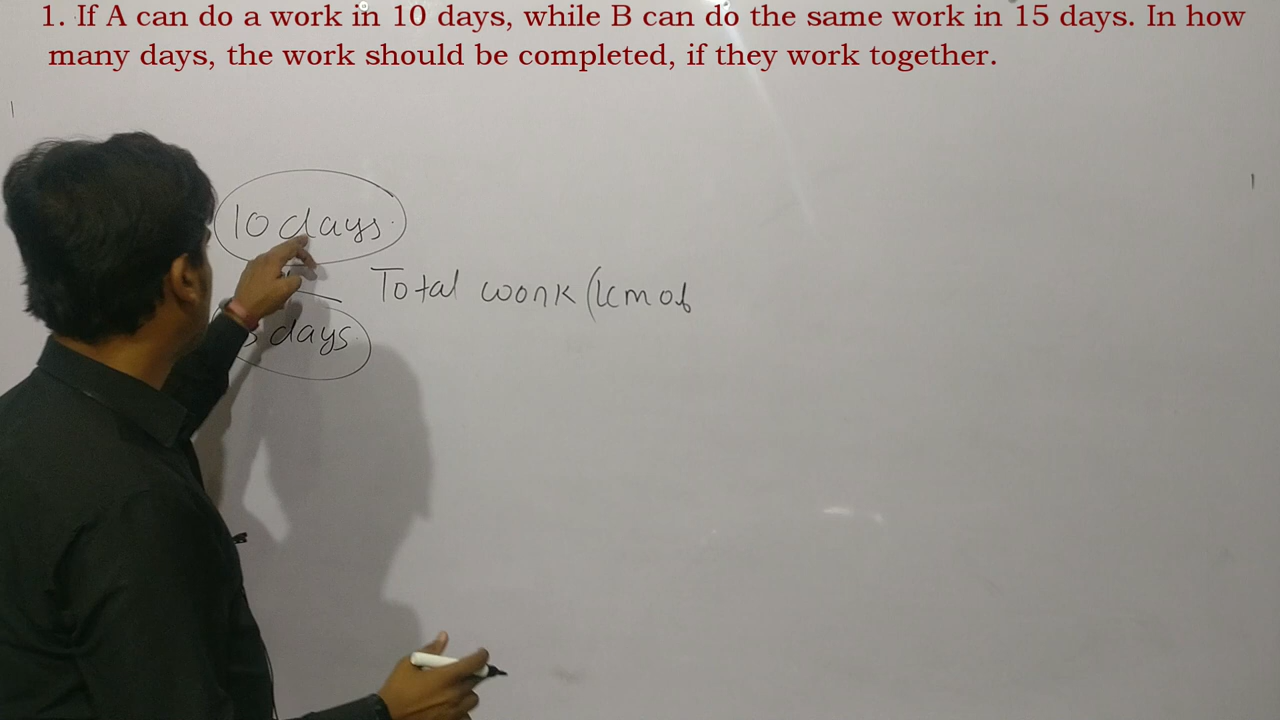 1. If A can do a work in 10 days, while B can do the same work in 15 days. In how
many days, the work should be completed, if they work together.
10 days.
Total work (lcm of
days